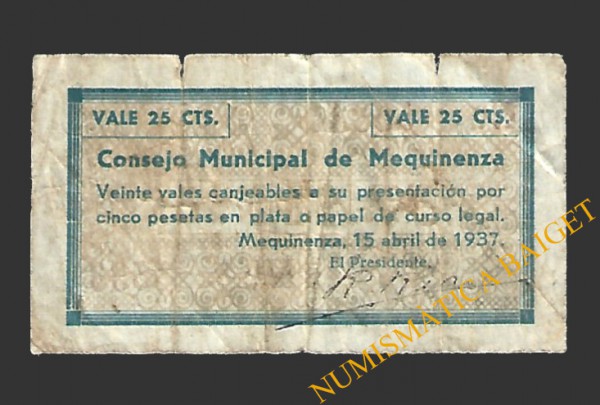 VALE 25 CTS. VALE 25 CTS.
Consejo Municipal de Mequinenza
Veinte vales canjeables a su presentación por
cinco pesetas en plata o papel de curso legal.
Mequinenza, 15 abril de 1937.
El Presidente,
NUMISMÀTICA BAIGET